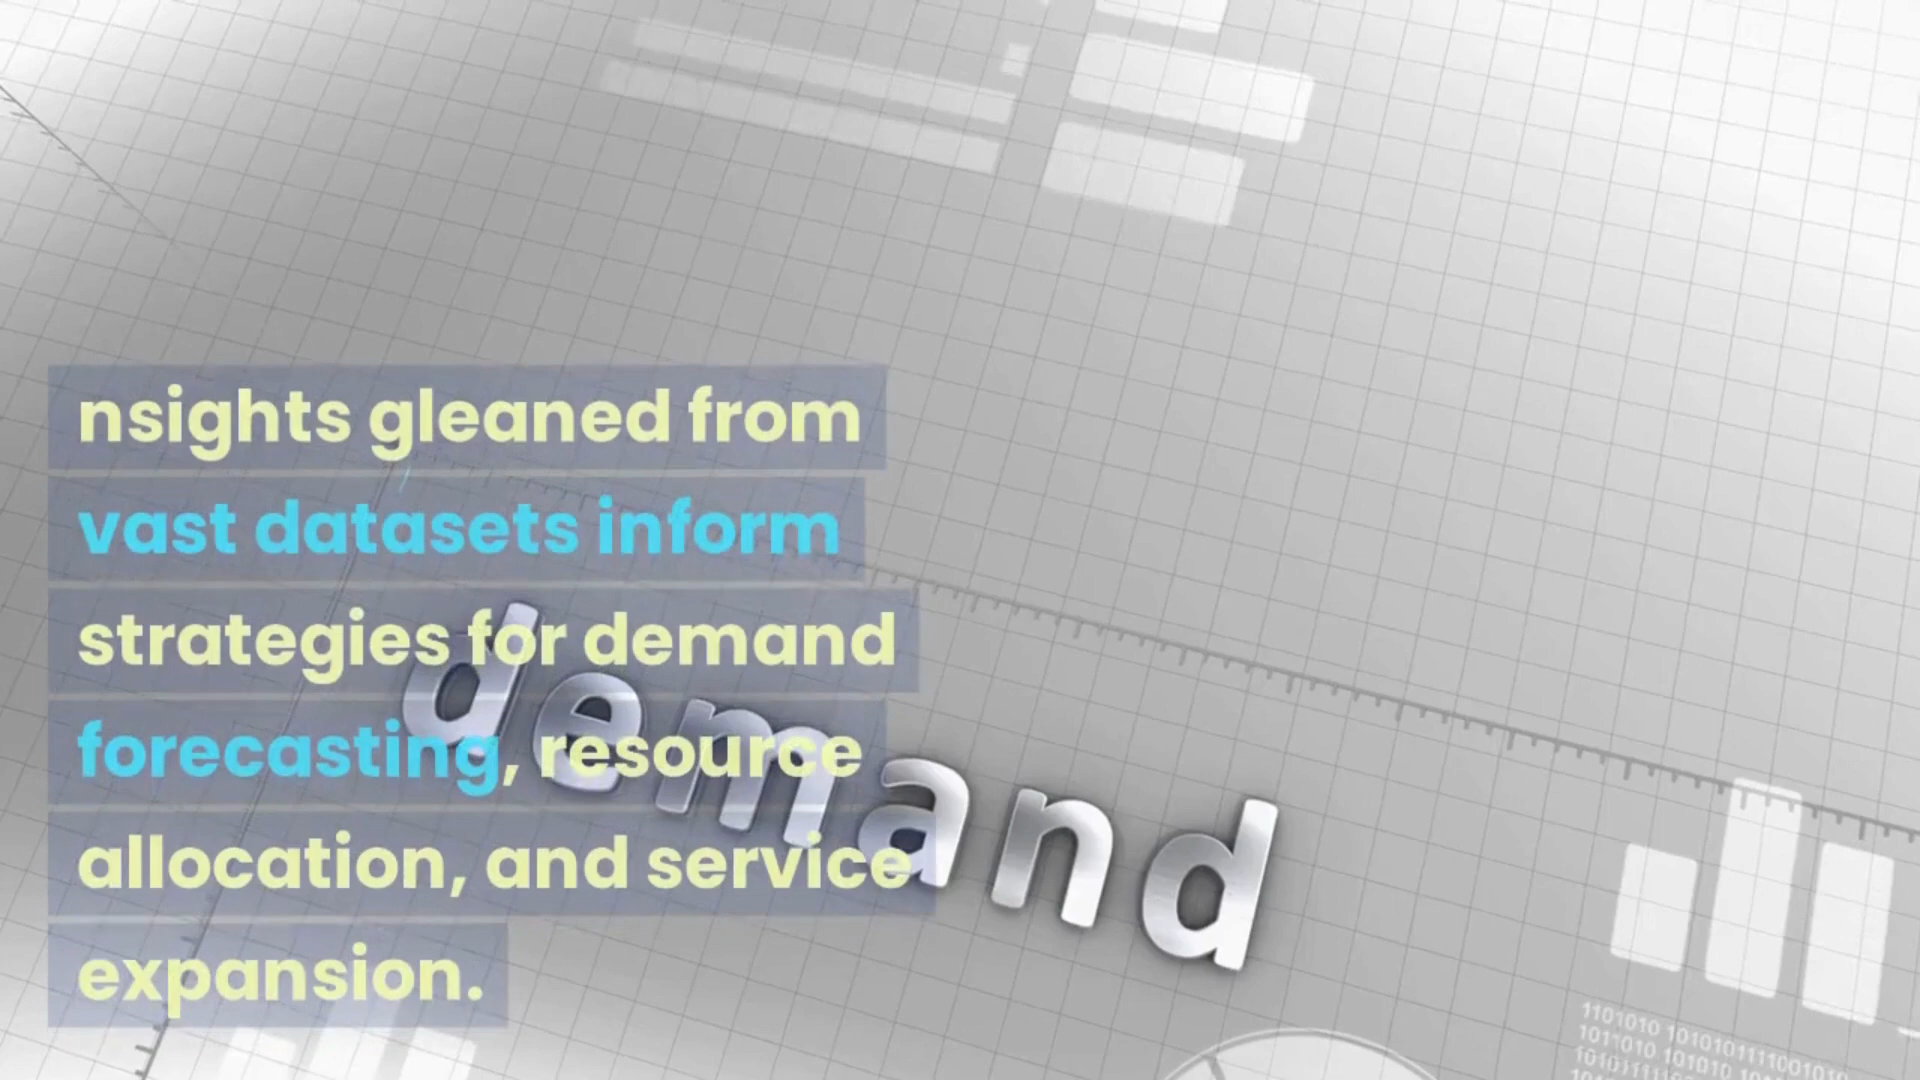 nsights gleaned from
vast datasets inform
strategies for demand
forecasting, resource
allocation, and service
expansion.
demand